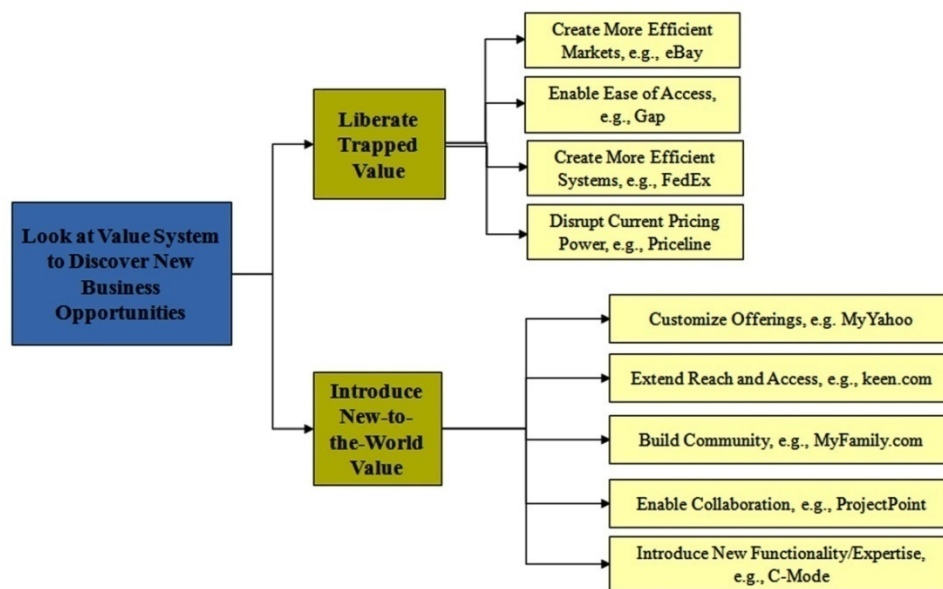 Create More Efficient
Markets, e.g., eBay
Enable Ease of Access,
e.g., Gap
Create More Efficient
Systems, e.g., FedEx
Disrupt Current Pricing
Power, e.g., Priceline
Liberate
Trapped
Value
Look at Value System
to Discover New
Business
Opportunities
Introduce
New-to-
the-World
Value
Customize Offerings, e.g. MyYahoo
Extend Reach and Access, e.g., keen.com
Build Community, e.g., MyFamily.com
Enable Collaboration, e.g., ProjectPoint
Introduce New Functionality/Expertise,
e.g., C-Mode